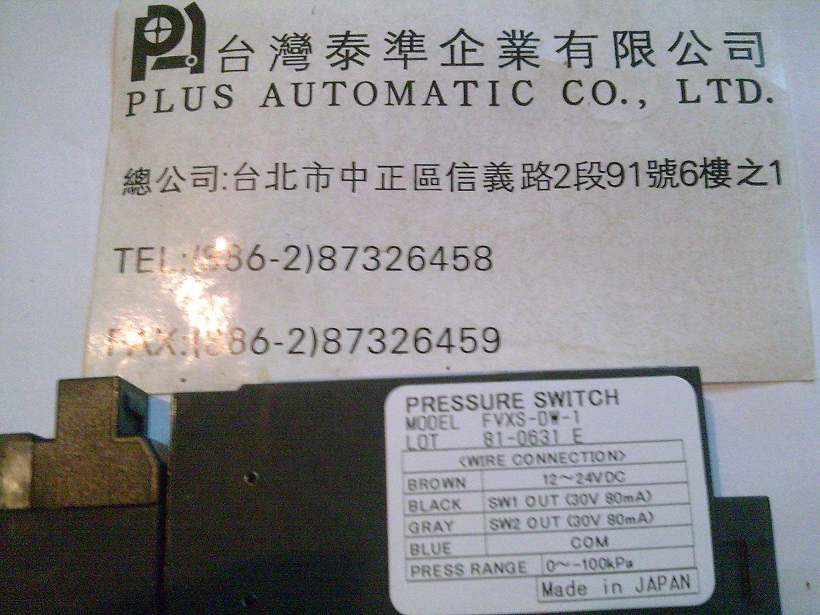 台灣泰準企業有限公司
PLUS AUTOMATIC CO., LTD.
總公司:台北市中正區信義路2段91號6樓之1
TEL:(886-2)87326458
FAX:(886-2)87326459
PRESSURE SWITCH
MODEL FVXS-DW-1
LOT 81-0631 E
<WIRE CONNECTION>
BROWN 12~24VDC
BLACK SW1 OUT (30V 80mA)
GRAY SW2 OUT (30V 80mA)
BLUE COM
PRESS RANGE 0~-100kPa
Made in JAPAN